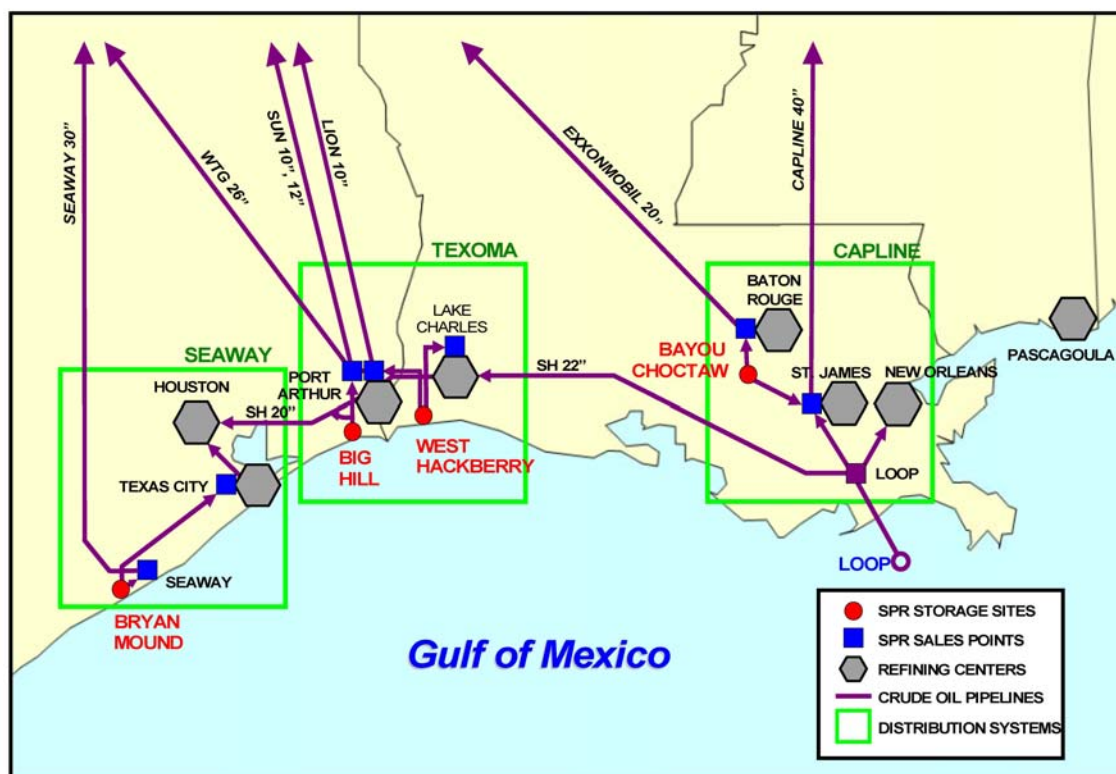 SEAWAY 30”
WTG 26”
SUN 10”, 12”
LION 10”
EXXONMOBIL 20”
CAPLINE 40”
TEXOMA
CAPLINE
SEAWAY
HOUSTON
PORT
ARTHUR
LAKE
CHARLES
SH 20”
SH 22”
BATON
ROUGE
BAYOU
CHOCTAW
ST. JAMES
NEW ORLEANS
PASCAGOULA
TEXAS CITY
BIG
HILL
WEST
HACKBERRY
LOOP
LOOP
SEAWAY
BRYAN
MOUND
Gulf of Mexico
SPR STORAGE SITES
SPR SALES POINTS
REFINING CENTERS
CRUDE OIL PIPELINES
DISTRIBUTION SYSTEMS